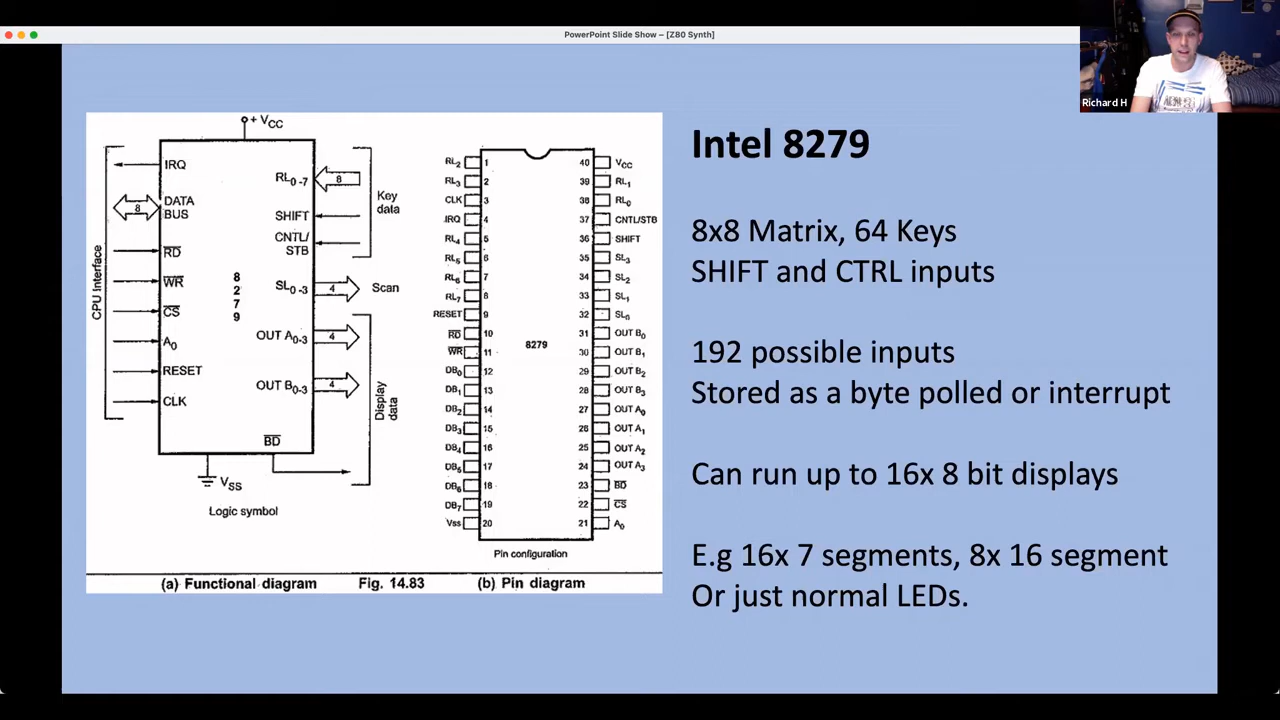 PowerPoint Slide Show – [Z80 Synth]
Richard H
+ VCC
IRQ
DATA
BUS
8
RD
WR
CS
A0
RESET
CLK
CPU Interface
8
2
7
9
RL0-7
8
SHIFT
CNTL/
STB
Key
data
SL0-3
4
Scan
OUT A0-3
4
OUT B0-3
4
Display
data
BD
VSS
Logic symbol
RL2 1 40 VCC
RL3 2 39 RL1
CLK 3 38 RL0
IRQ 4 37 CNTL/STB
RL4 5 36 SHIFT
RL5 6 35 SL3
RL6 7 34 SL2
RL7 8 33 SL1
RESET 9 32 SL0
RD 10 31 OUT B0
WR 11 30 OUT B1
DB0 12 29 OUT B2
DB1 13 28 OUT B3
DB2 14 27 OUT A0
DB3 15 26 OUT A1
DB4 16 25 OUT A2
DB5 17 24 OUT A3
DB6 18 23 BD
DB7 19 22 CS
Vss 20 21 A0
8279
Pin configuration
(a) Functional diagram Fig. 14.83 (b) Pin diagram
Intel 8279
8x8 Matrix, 64 Keys
SHIFT and CTRL inputs
192 possible inputs
Stored as a byte polled or interrupt
Can run up to 16x 8 bit displays
E.g 16x 7 segments, 8x 16 segment
Or just normal LEDs.